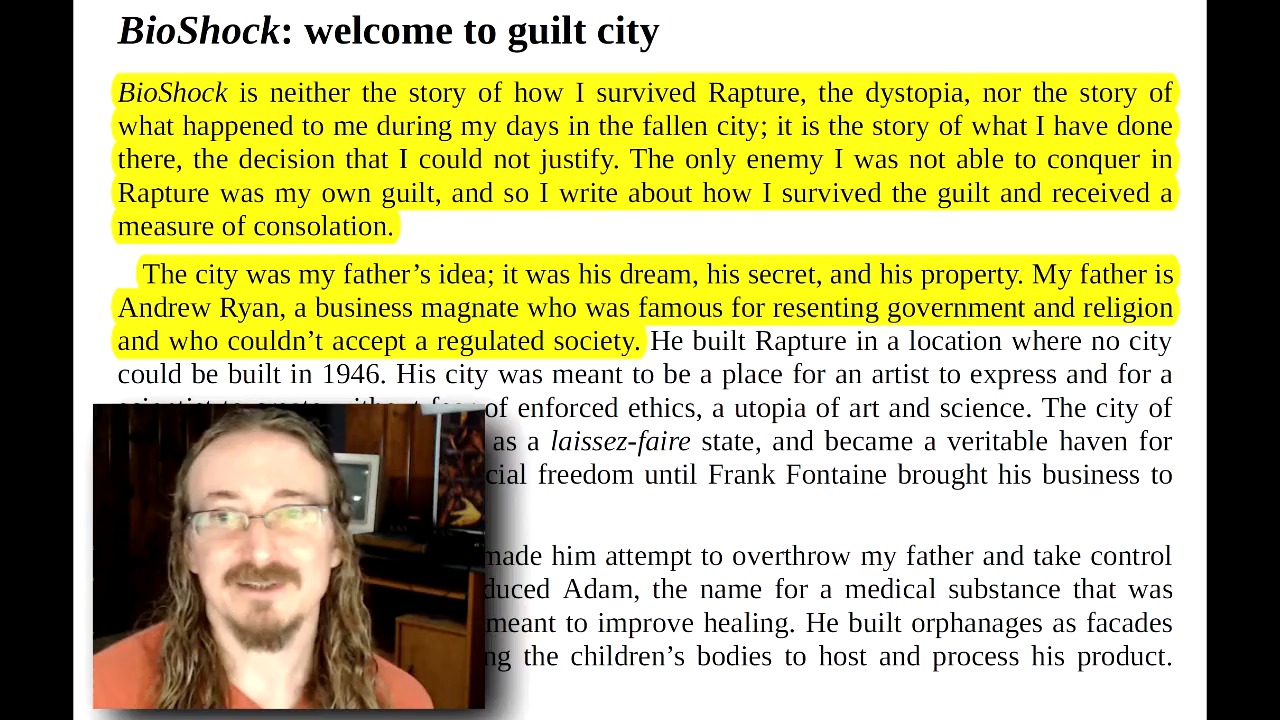 BioShock: welcome to guilt city
BioShock is neither the story of how I survived Rapture, the dystopia, nor the story of
what happened to me during my days in the fallen city; it is the story of what I have done
there, the decision that I could not justify. The only enemy I was not able to conquer in
Rapture was my own guilt, and so I write about how I survived the guilt and received a
measure of consolation.
The city was my father’s idea; it was his dream, his secret, and his property. My father is
Andrew Ryan, a business magnate who was famous for resenting government and religion
and who couldn’t accept a regulated society. He built Rapture in a location where no city
could be built in 1946. His city was meant to be a place for an artist to express and for a
of enforced ethics, a utopia of art and science. The city of
as a laissez-faire state, and became a veritable haven for
freedom until Frank Fontaine brought his business to
made him attempt to overthrow my father and take control
Adam, the name for a medical substance that was
meant to improve healing. He built orphanages as facades
the children’s bodies to host and process his product.